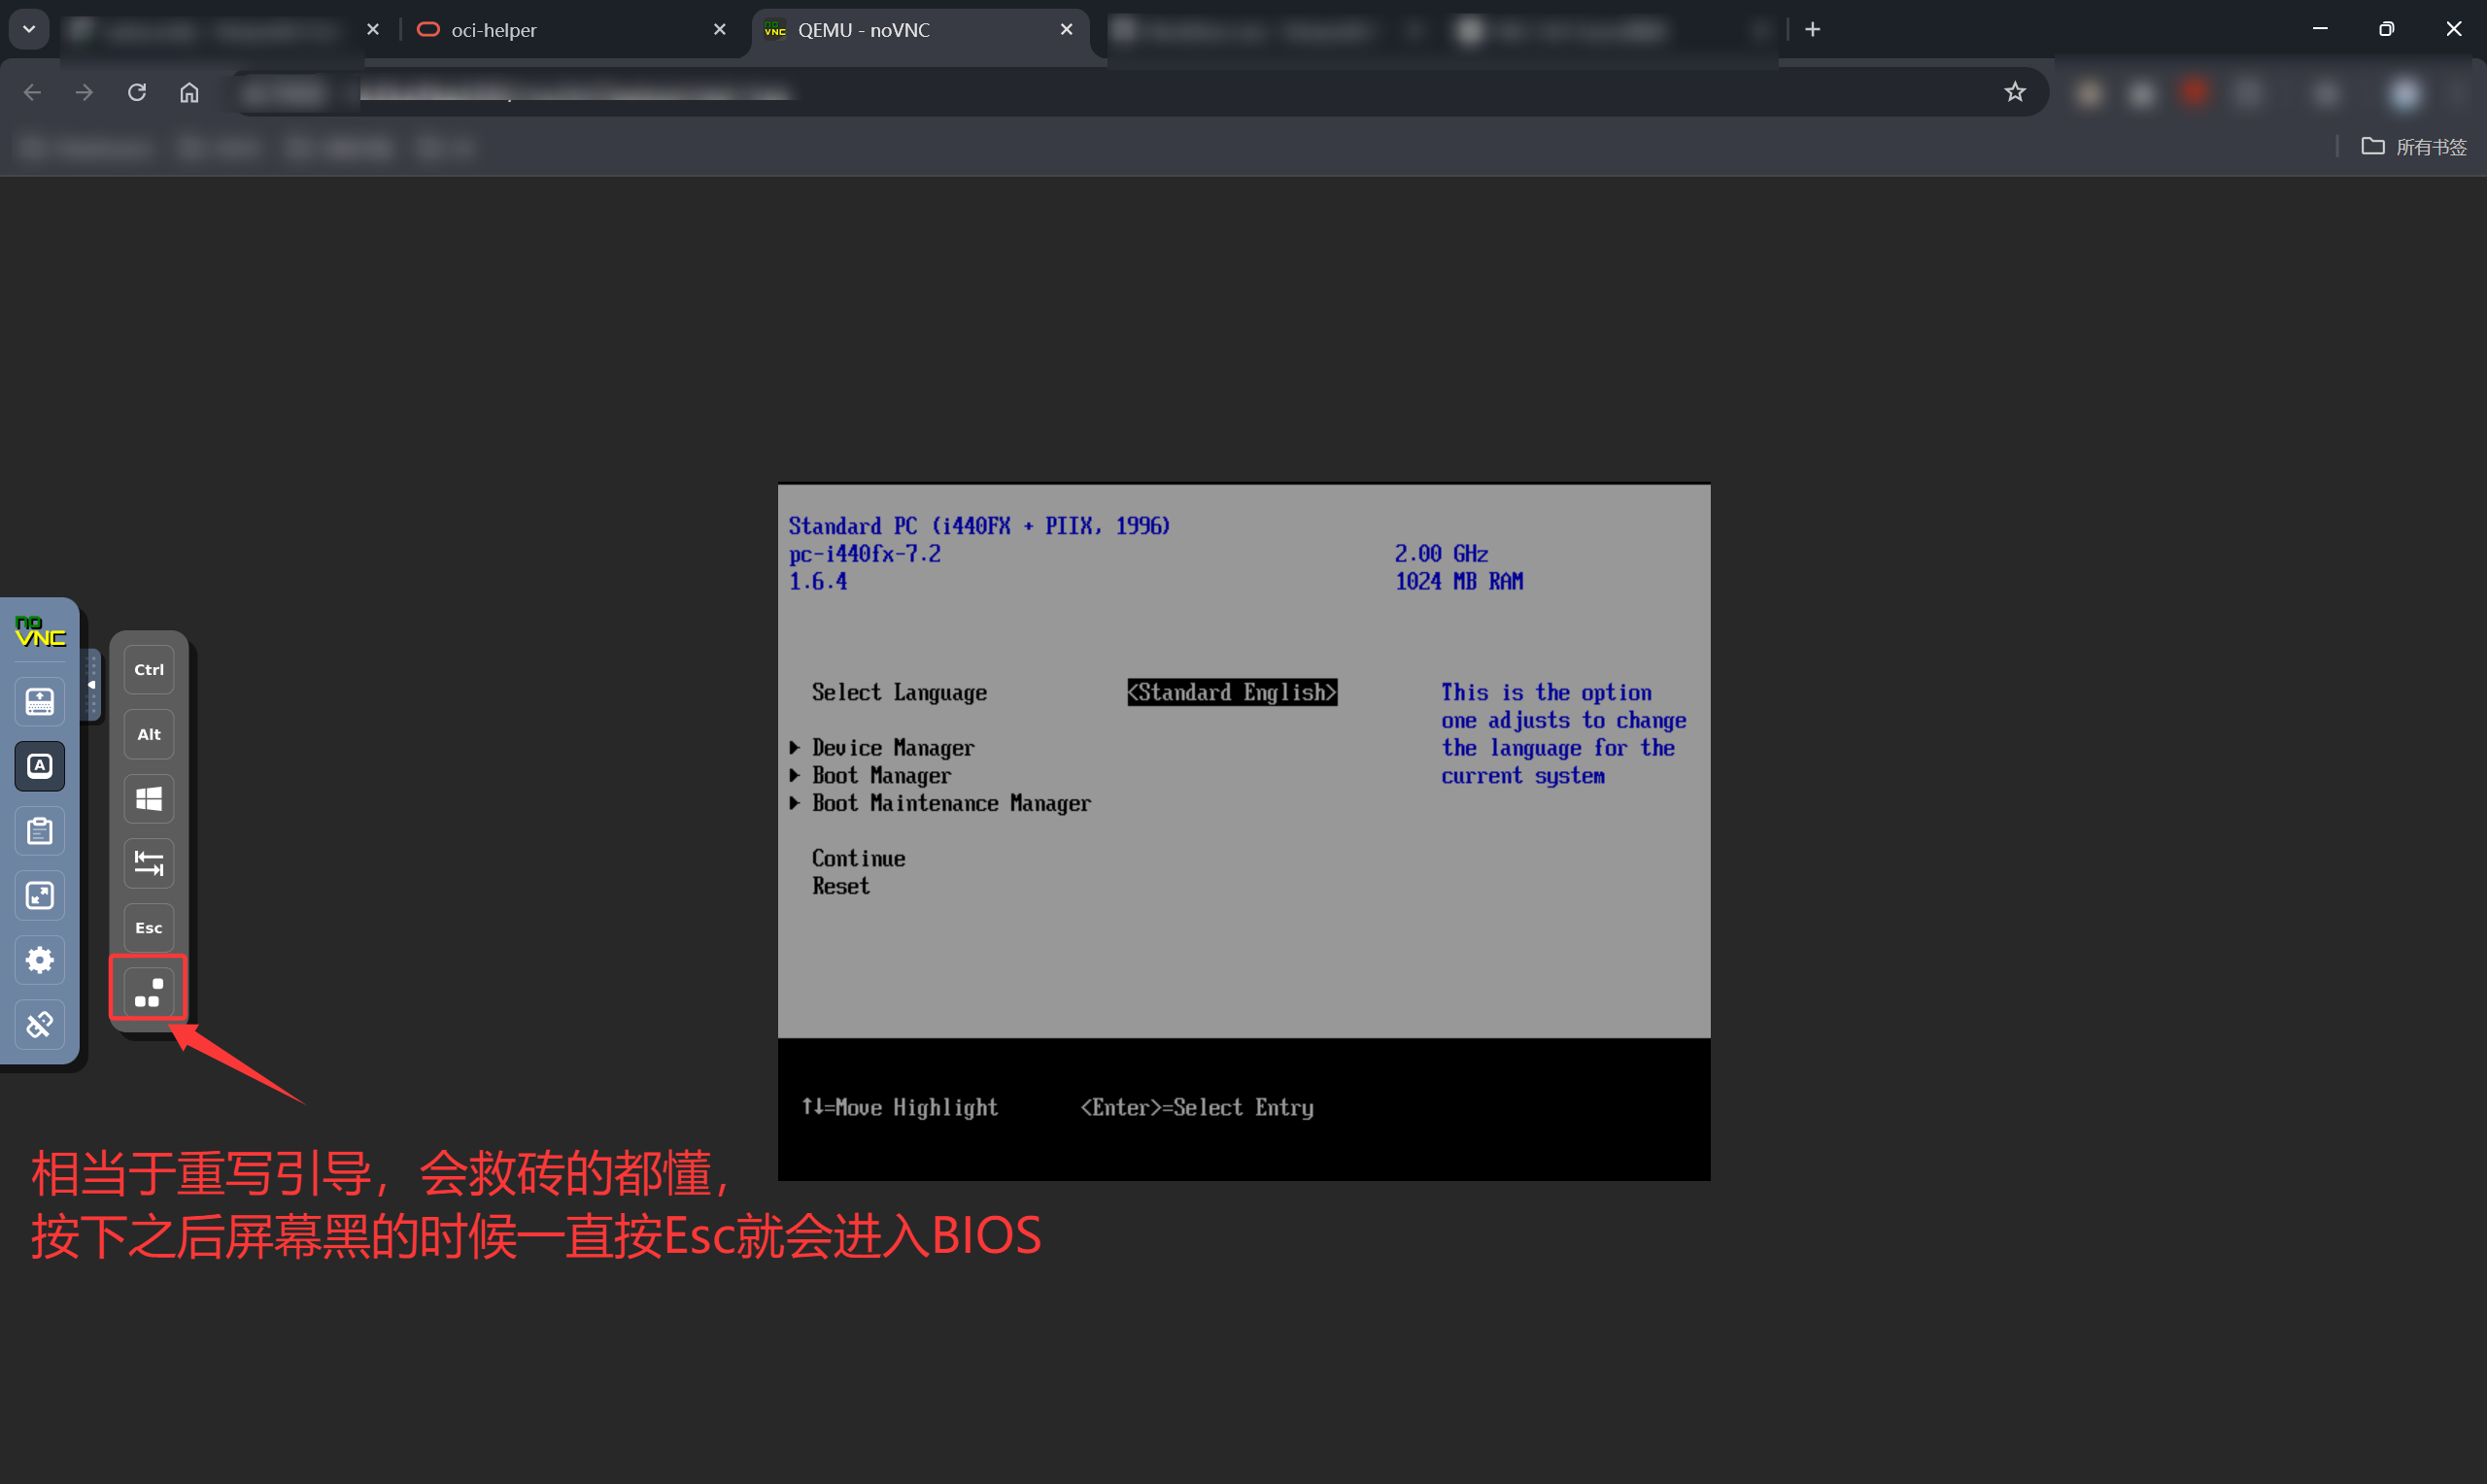 oci-helper
QEMU - noVNC
所有书签
Standard PC (i440FX + PIIX, 1996)
pc-i440fx-7.2 2.00 GHz
1.6.4 1024 MB RAM
no
VNC
Ctrl
Alt
Esc
Select Language <Standard English> This is the option
one adjusts to change
Device Manager the language for the
Boot Manager current system
Boot Maintenance Manager
Continue
Reset
↑↓=Move Highlight <Enter>=Select Entry
相当于重写引导，会救砖的都懂，
按下之后屏幕黑的时候一直按Esc就会进入BIOS